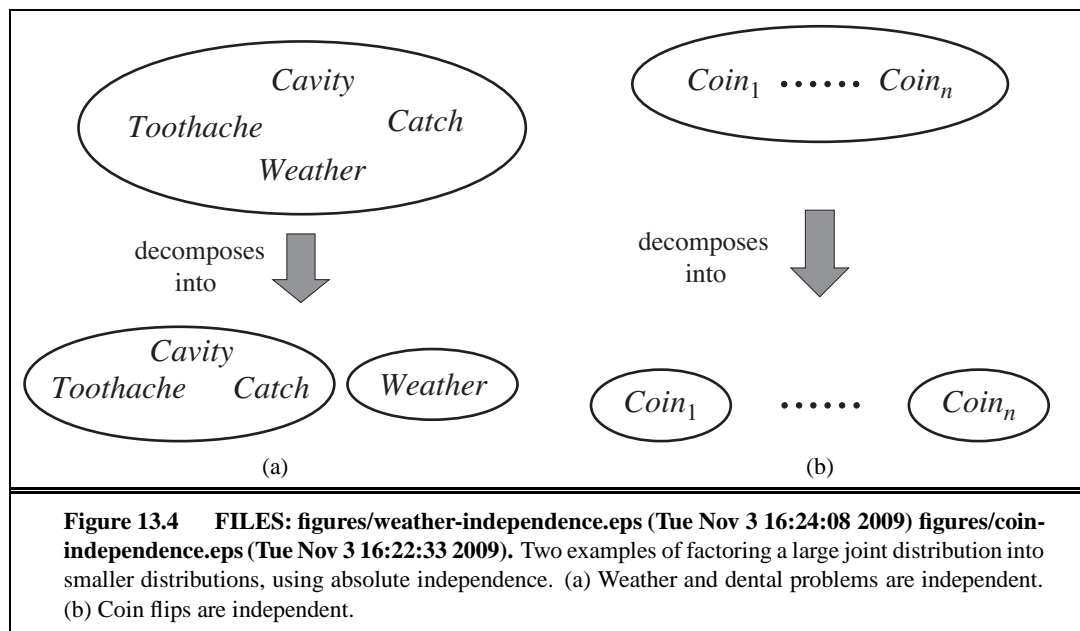 Cavity
Toothache Catch
Weather
decomposes
into
Cavity
Toothache Catch
Weather
(a)
Coin1 ...... Coinn
decomposes
into
Coin1 ...... Coinn
(b)
Figure 13.4 FILES: figures/weather-independence.eps (Tue Nov 3 16:24:08 2009) figures/coin-
independence.eps (Tue Nov 3 16:22:33 2009). Two examples of factoring a large joint distribution into
smaller distributions, using absolute independence. (a) Weather and dental problems are independent.
(b) Coin flips are independent.